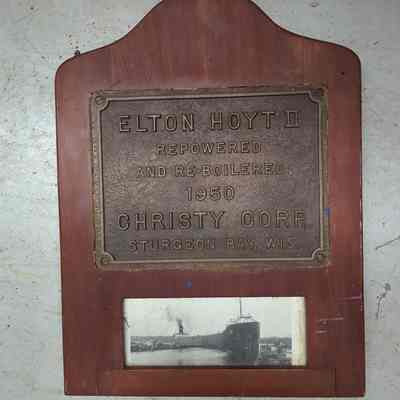 ELTON HOYT II
REPOWERED
AND RE-BOILERED
1950
CHRISTY CORP.
STURGEON BAY, WIS.